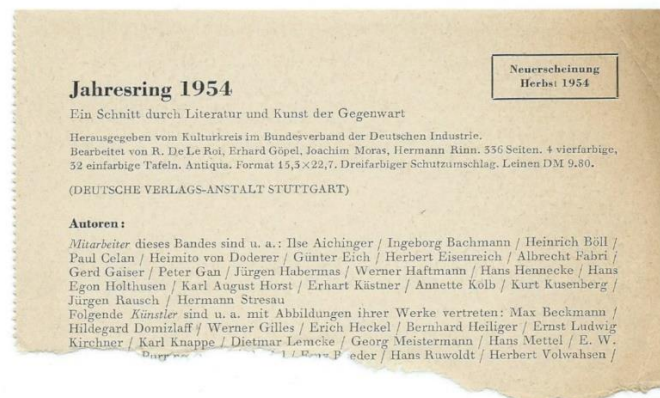 Neuerscheinung
Herbst 1954
Jahresring 1954
Ein Schnitt durch Literatur und Kunst der Gegenwart
Herausgegeben vom Kulturkreis im Bundesverband der Deutschen Industrie.
Bearbeitet von R. De Le Roi, Erhard Göpel, Joachim Moras, Hermann Rinn. 336 Seiten. 4 vierfarbige,
32 einfarbige Tafeln. Antiqua. Format 15,3×22,7. Dreifarbiger Schutzumschlag. Leinen DM 9.80.
(DEUTSCHE VERLAGS-ANSTALT STUTTGART)
Autoren:
Mitarbeiter dieses Bandes sind u. a.: Ilse Aichinger / Ingeborg Bachmann / Heinrich Böll /
Paul Celan / Heimito von Doderer / Günter Eich / Herbert Eisenreich / Albrecht Fabri /
Gerd Gaiser / Peter Gan / Jürgen Habermas / Werner Haftmann / Hans Hennecke / Hans
Egon Holthusen / Karl August Horst / Erhart Kästner / Annette Kolb / Kurt Kusenberg /
Jürgen Rausch / Hermann Stresau
Folgende Künstler sind u. a. mit Abbildungen ihrer Werke vertreten: Max Beckmann /
Hildegard Domizlaff / Werner Gilles / Erich Heckel / Bernhard Heiliger / Ernst Ludwig
Kirchner / Karl Knappe / Dietmar Lemcke / Georg Meistermann / Hans Mettel / E. W.
/ Hans Ruwoldt / Herbert Volwahsen /